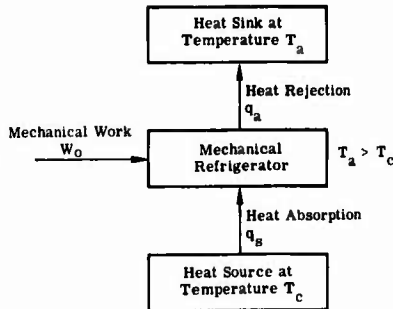 Heat Sink at
Temperature T_a
Heat Rejection
q_a
Mechanical Work
W_0
Mechanical
Refrigerator
T_a > T_c
Heat Absorption
q_s
Heat Source at
Temperature T_c